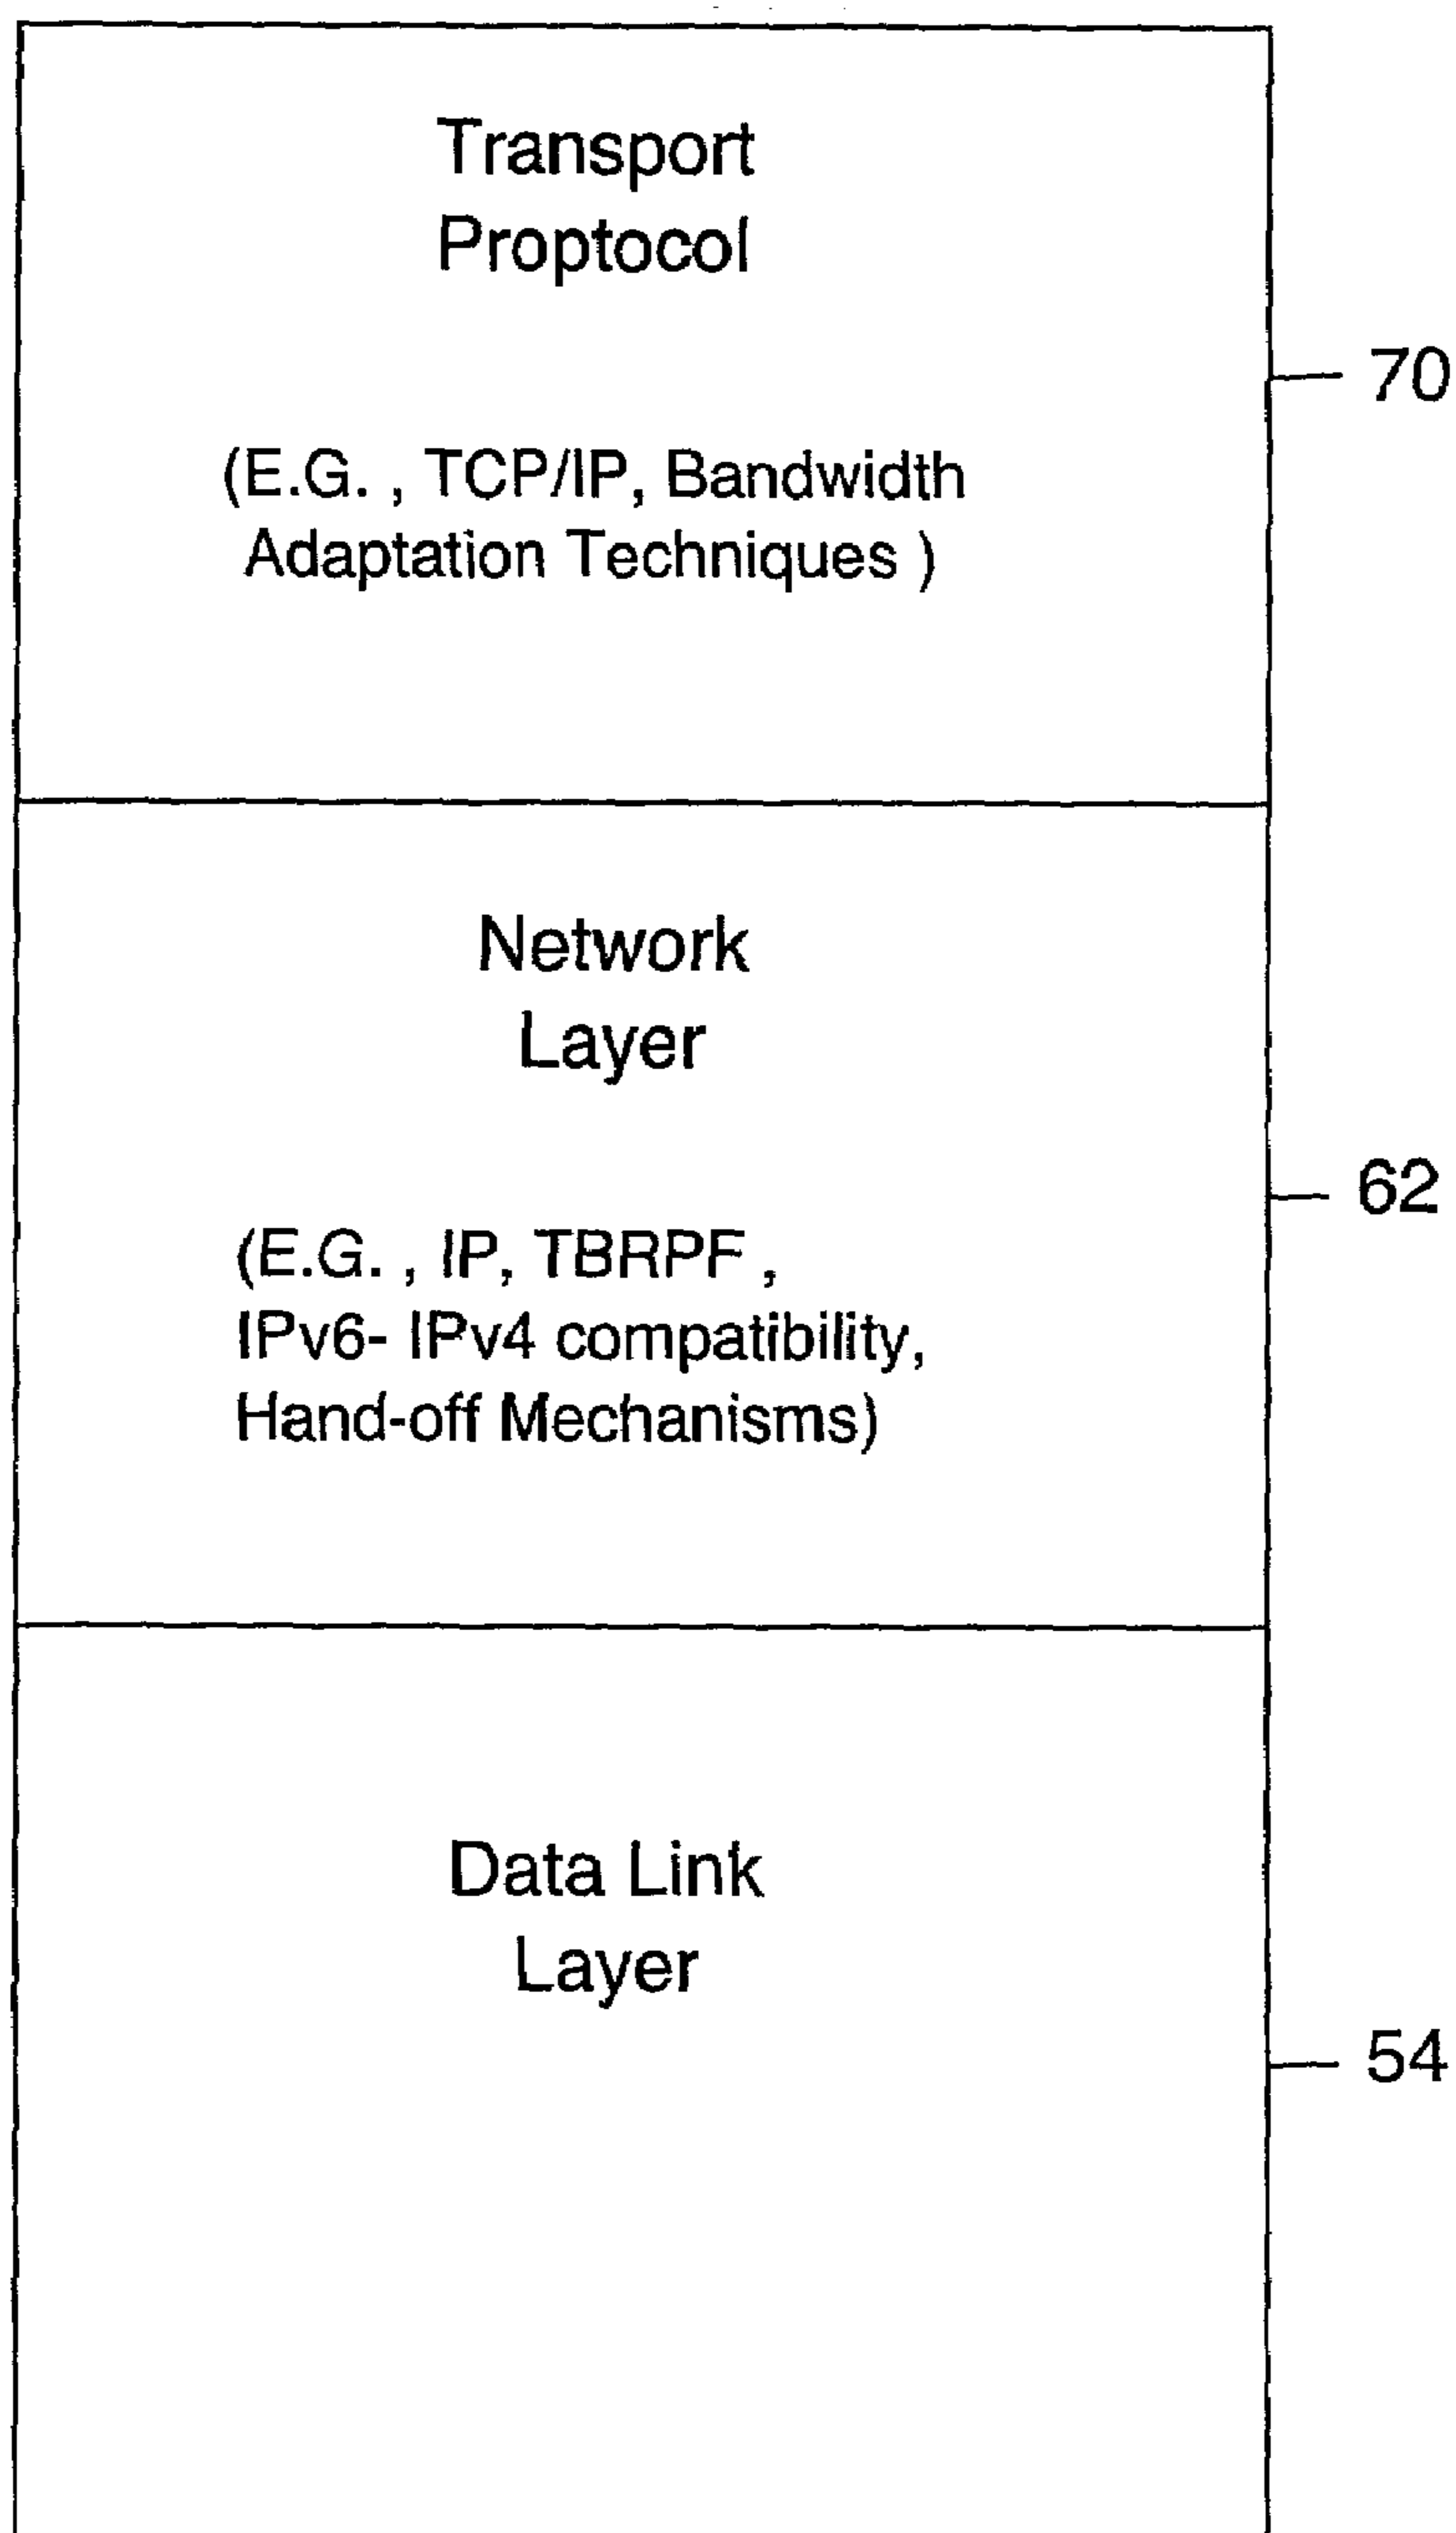 Transport
Proptocol
70
(E.G. , TCP/IP, Bandwidth
Adaptation Techniques )
Network
Layer
62
(E.G. , IP, TBRPF ,
IPv6- IPv4 compatibility,
Hand-off Mechanisms)
Data Link
Layer
54